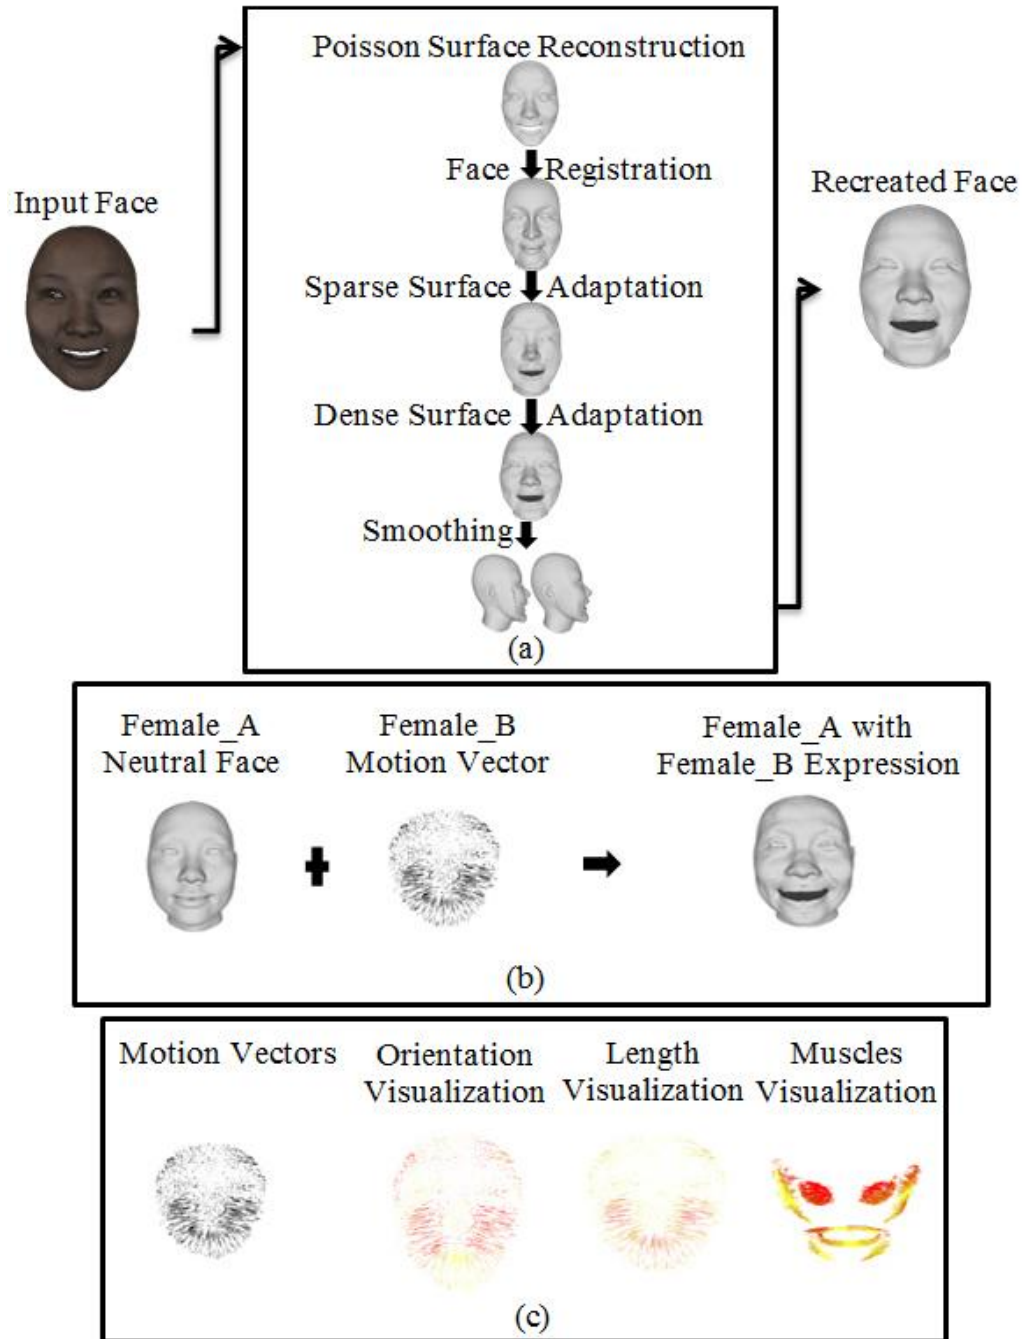 Poisson Surface Reconstruction
Face Registration
Input Face
Recreated Face
Sparse Surface Adaptation
Dense Surface Adaptation
Smoothing
(a)
Female_A
Neutral Face
Female_B
Motion Vector
Female_A with
Female_B Expression
(b)
Motion Vectors
Orientation
Visualization
Length
Visualization
Muscles
Visualization
(c)